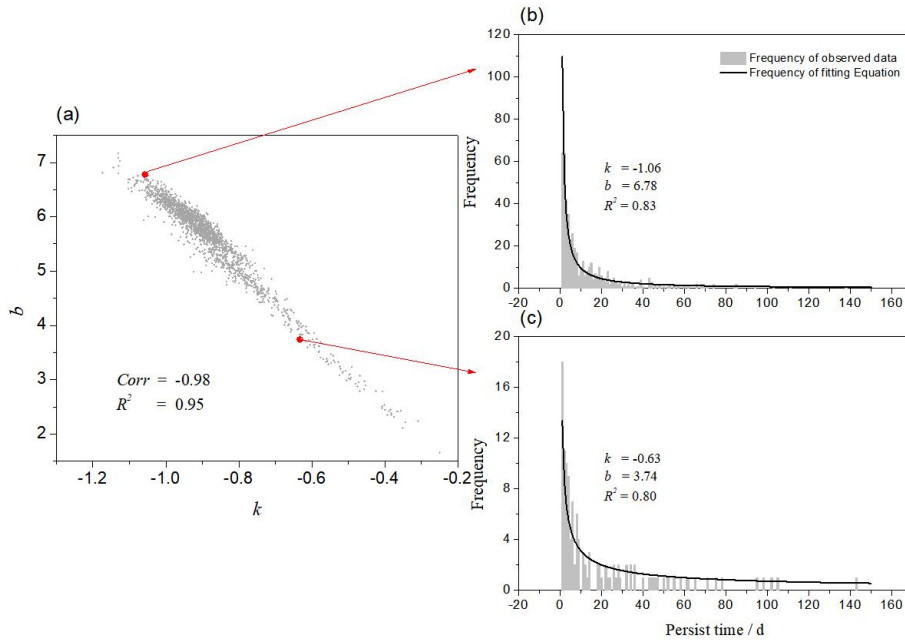 (a)
7
6
5
4
3
2
b
-1.2 -1.0 -0.8 -0.6 -0.4 -0.2
k
Corr = -0.98
R² = 0.95
(b)
120
100
80
60
40
20
0
Frequency
-20 0 20 40 60 80 100 120 140 160
Frequency of observed data
Frequency of fitting Equation
k = -1.06
b = 6.78
R² = 0.83
(c)
20
16
12
8
4
0
Frequency
-20 0 20 40 60 80 100 120 140 160
Persist time / d
k = -0.63
b = 3.74
R² = 0.80